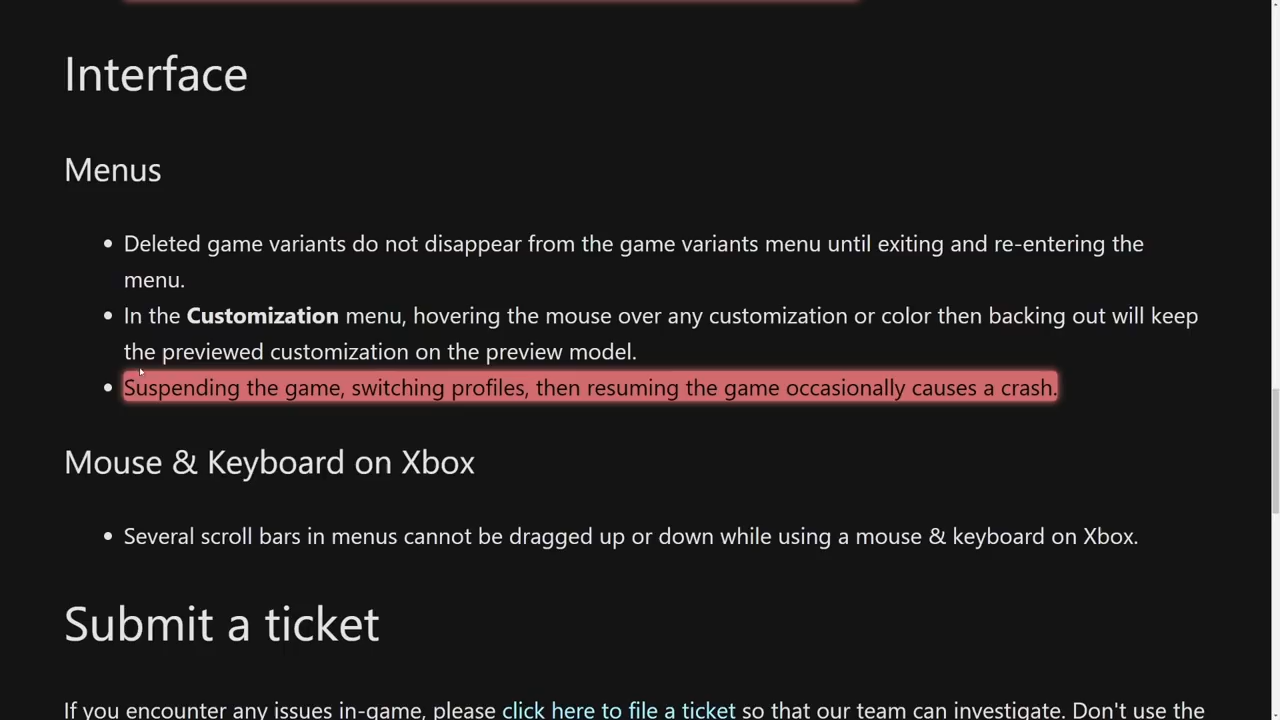 Interface
Menus
• Deleted game variants do not disappear from the game variants menu until exiting and re-entering the
menu.
• In the Customization menu, hovering the mouse over any customization or color then backing out will keep
the previewed customization on the preview model.
• Suspending the game, switching profiles, then resuming the game occasionally causes a crash.
Mouse & Keyboard on Xbox
• Several scroll bars in menus cannot be dragged up or down while using a mouse & keyboard on Xbox.
Submit a ticket
If you encounter any issues in-game, please click here to file a ticket so that our team can investigate. Don't use the